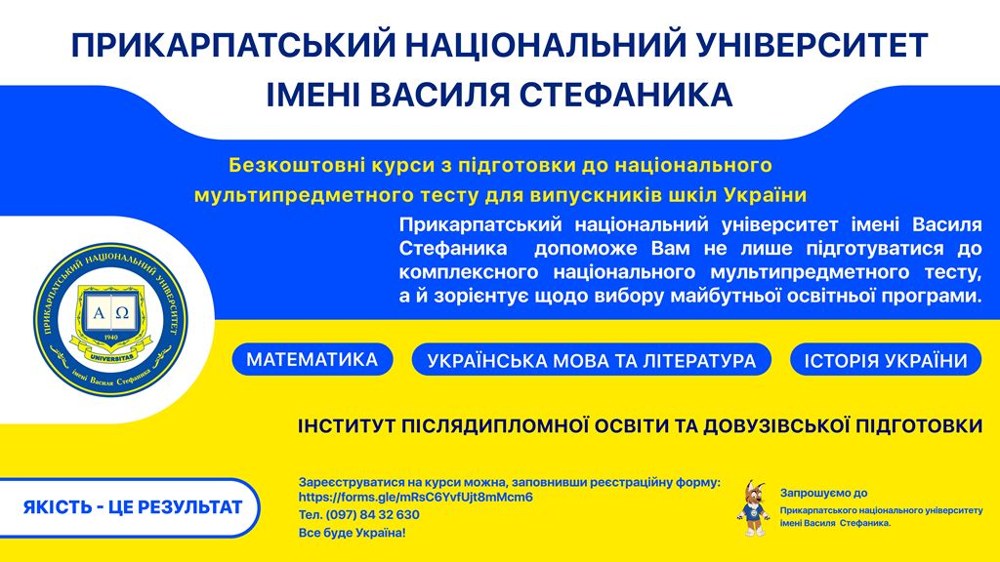 ПРИКАРПАТСЬКИЙ НАЦІОНАЛЬНИЙ УНІВЕРСИТЕТ
ІМЕНІ ВАСИЛЯ СТЕФАНИКА
Безкоштовні курси з підготовки до національного
мультипредметного тесту для випускників шкіл України
Прикарпатський національний університет імені Василя
Стефаника допоможе Вам не лише підготуватися до
комплексного національного мультипредметного тесту,
а й зорієнтує щодо вибору майбутньої освітньої програми.
ПРИКАРПАТСЬКИЙ НАЦІОНАЛЬНИЙ УНІВЕРСИТЕТ
Α Ω
1940
UNIVERSITAS
імені Василя Стефаника
МАТЕМАТИКА
УКРАЇНСЬКА МОВА ТА ЛІТЕРАТУРА
ІСТОРІЯ УКРАЇНИ
ІНСТИТУТ ПІСЛЯДИПЛОМНОЇ ОСВІТИ ТА ДОВУЗІВСЬКОЇ ПІДГОТОВКИ
ЯКІСТЬ - ЦЕ РЕЗУЛЬТАТ
Зареєструватися на курси можна, заповнивши реєстраційну форму:
https://forms.gle/mRsC6YvfUjt8mMcm6
Тел. (097) 84 32 630
Все буде Україна!
Запрошуємо до
Прикарпатського національного університету
імені Василя Стефаника.